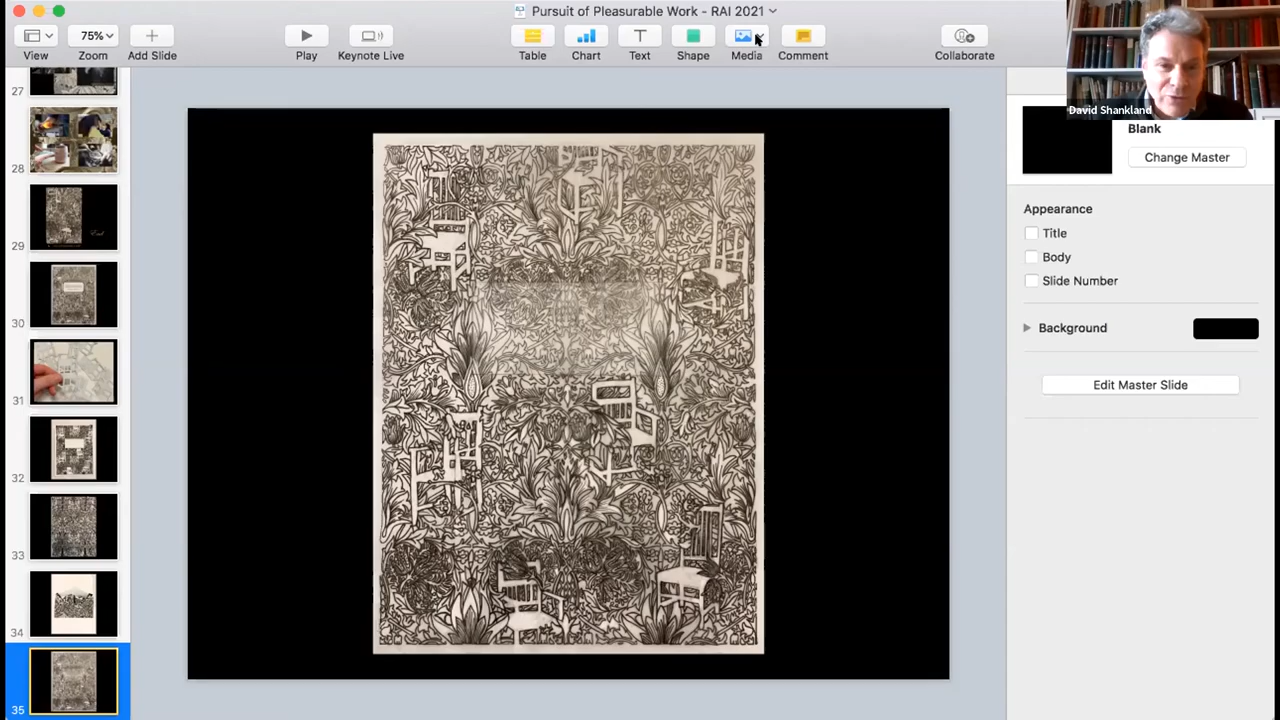 Pursuit of Pleasurable Work - RAI 2021
75%
View
Zoom
Add Slide
Play
Keynote Live
Table
Chart
Text
Shape
Media
Comment
Collaborate
David Shankland
27
28
29
30
31
32
33
34
35
End
Blank
Change Master
Appearance
Title
Body
Slide Number
Background
Edit Master Slide